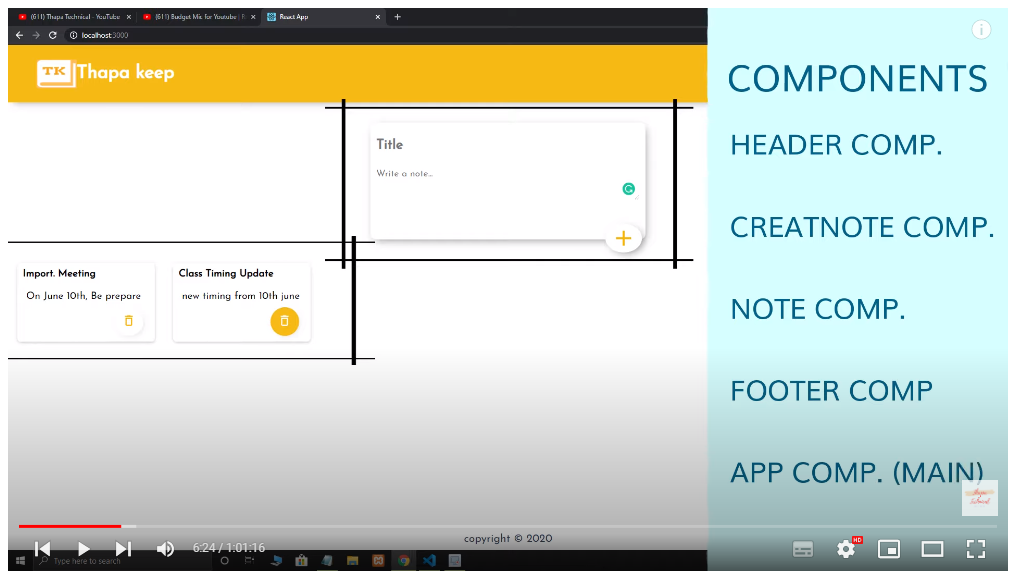 (611) Thapa Technical - YouTube
(611) Budget Mic for Youtube | F
React App
localhost:3000
TK
Thapa keep
Title
Write a note...
Import. Meeting
On June 10th, Be prepare
Class Timing Update
new timing from 10th june
COMPONENTS
HEADER COMP.
CREATNOTE COMP.
NOTE COMP.
FOOTER COMP
APP COMP. (MAIN)
copyright © 2020
6:24 / 1:01:16
HD
Type here to search